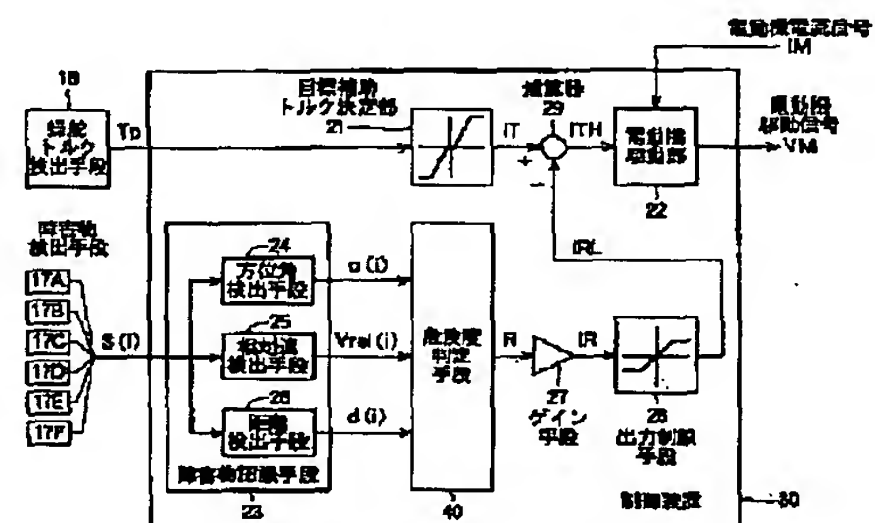 電動機電流信号
IM
18
操舵
トルク
検出手段
Tp
目標補助
トルク決定部
21
IT
減算器
29
ITH
+
−
電動機
駆動部
22
電動機
駆動信号
VM
障害物
検出手段
17A
17B
17C
17D
17E
17F
S(i)
24
方位角
検出手段
α(i)
25
相対速
検出手段
Vrel(i)
26
距離
検出手段
d(i)
障害物認識手段
23
危険度
判定
手段
40
R
27
ゲイン
手段
IR
IRL
28
出力制限
手段
制御装置